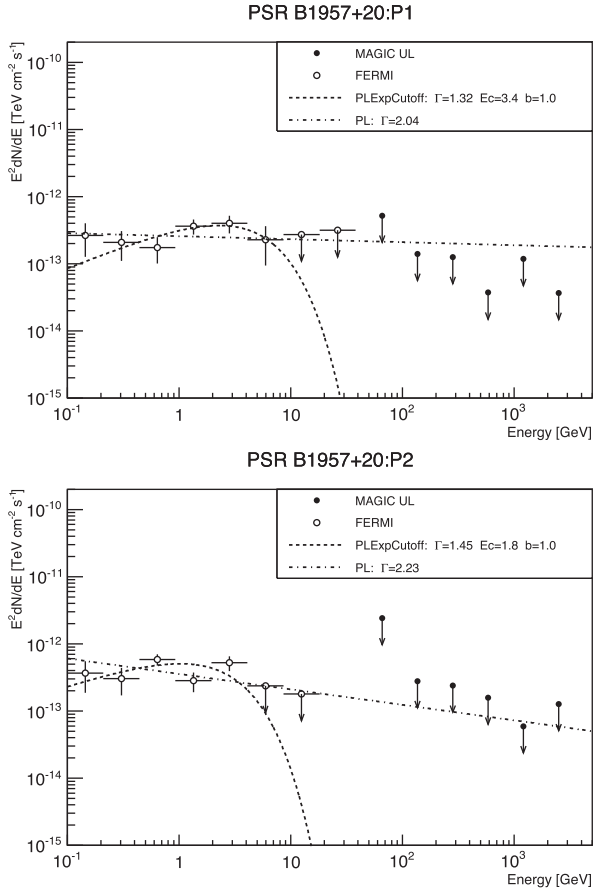 PSR B1957+20:P1
E²dN/dE [TeV cm⁻² s⁻¹]
MAGIC UL
FERMI
PLExpCutoff: Γ=1.32 Ec=3.4 b=1.0
PL: Γ=2.04
10⁻¹⁰
10⁻¹¹
10⁻¹²
10⁻¹³
10⁻¹⁴
10⁻¹⁵
10⁻¹ 1 10 10² 10³
Energy [GeV]
PSR B1957+20:P2
E²dN/dE [TeV cm⁻² s⁻¹]
MAGIC UL
FERMI
PLExpCutoff: Γ=1.45 Ec=1.8 b=1.0
PL: Γ=2.23
10⁻¹⁰
10⁻¹¹
10⁻¹²
10⁻¹³
10⁻¹⁴
10⁻¹⁵
10⁻¹ 1 10 10² 10³
Energy [GeV]